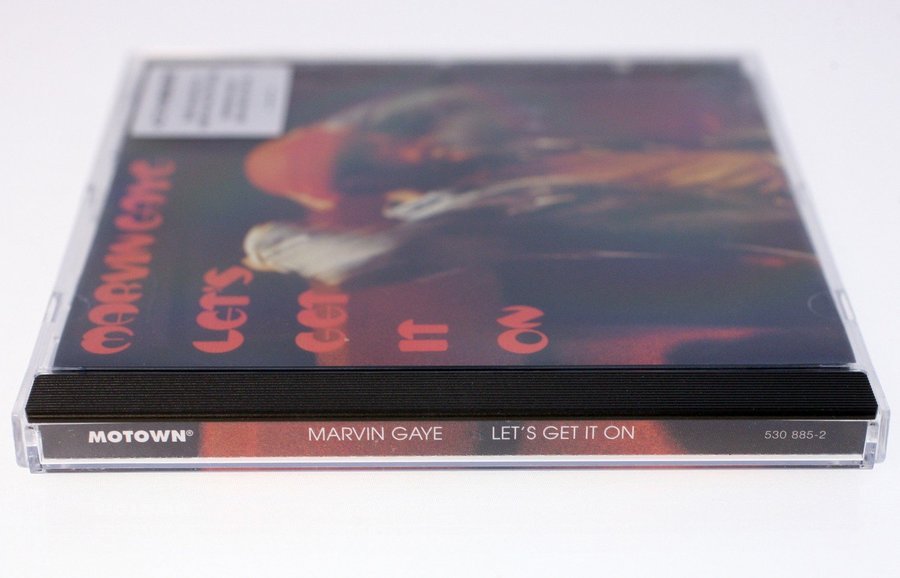 MARVIN GAYE
LET'S
GET
IT
ON
MOTOWN® MARVIN GAYE LET'S GET IT ON 530 885-2